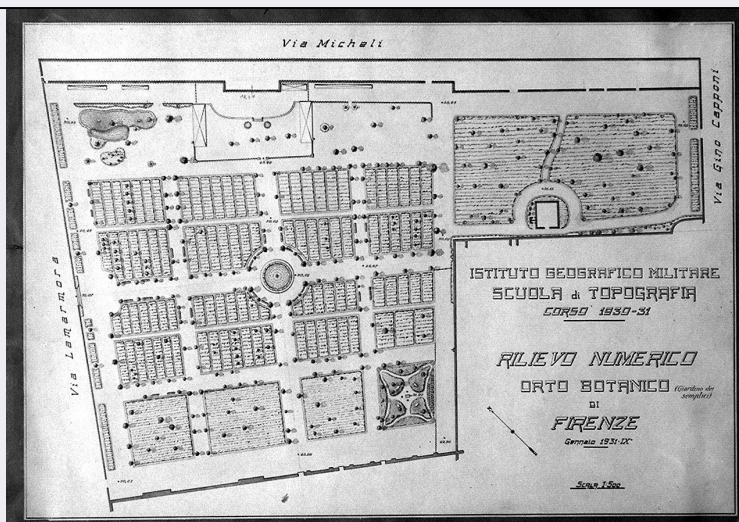 Via Micheli
Via Gino Capponi
Via Lamarmora
ISTITUTO GEOGRAFICO MILITARE
SCUOLA di TOPOGRAFIA
CORSO 1930-31
RILIEVO NUMERICO
ORTO BOTANICO (Giardino dei
semplici)
DI
FIRENZE
Gennaio 1931·IX°
Scala 1:500